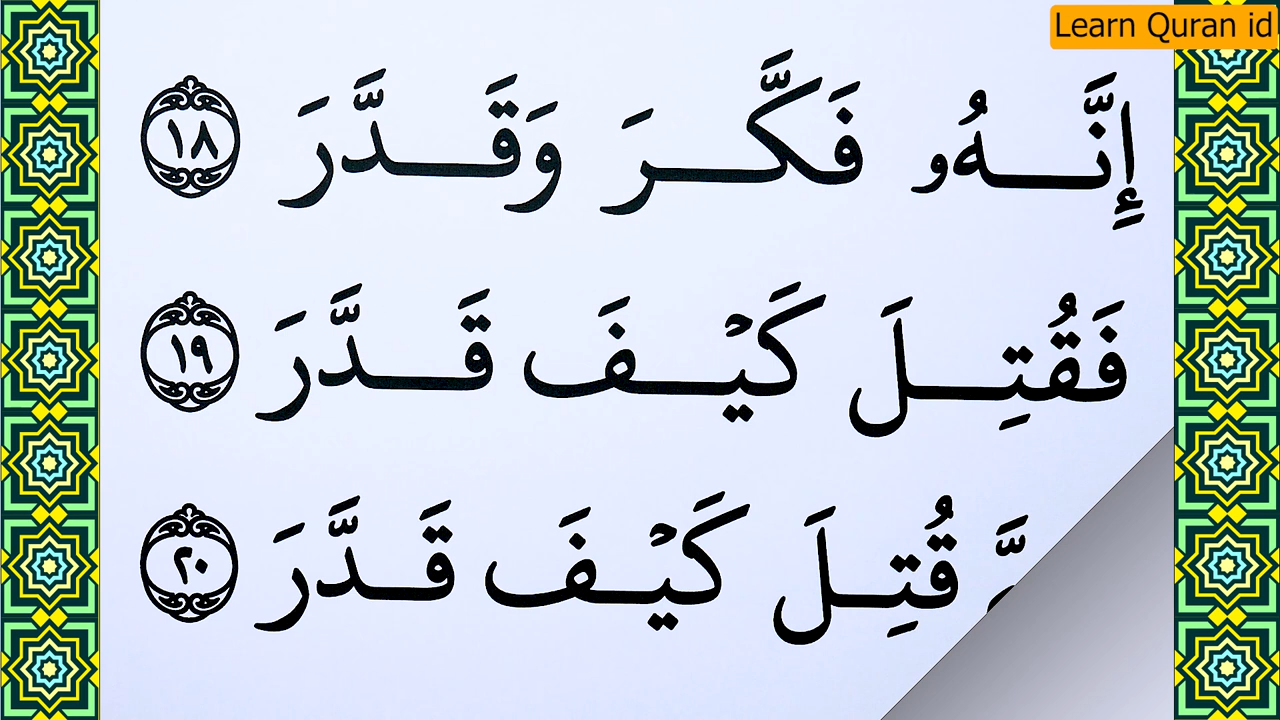 Learn Quran id
إِنَّهُۥ فَكَّرَ وَقَدَّرَ ١٨
فَقُتِلَ كَيۡفَ قَدَّرَ ١٩
قُتِلَ كَيۡفَ قَدَّرَ ٢٠